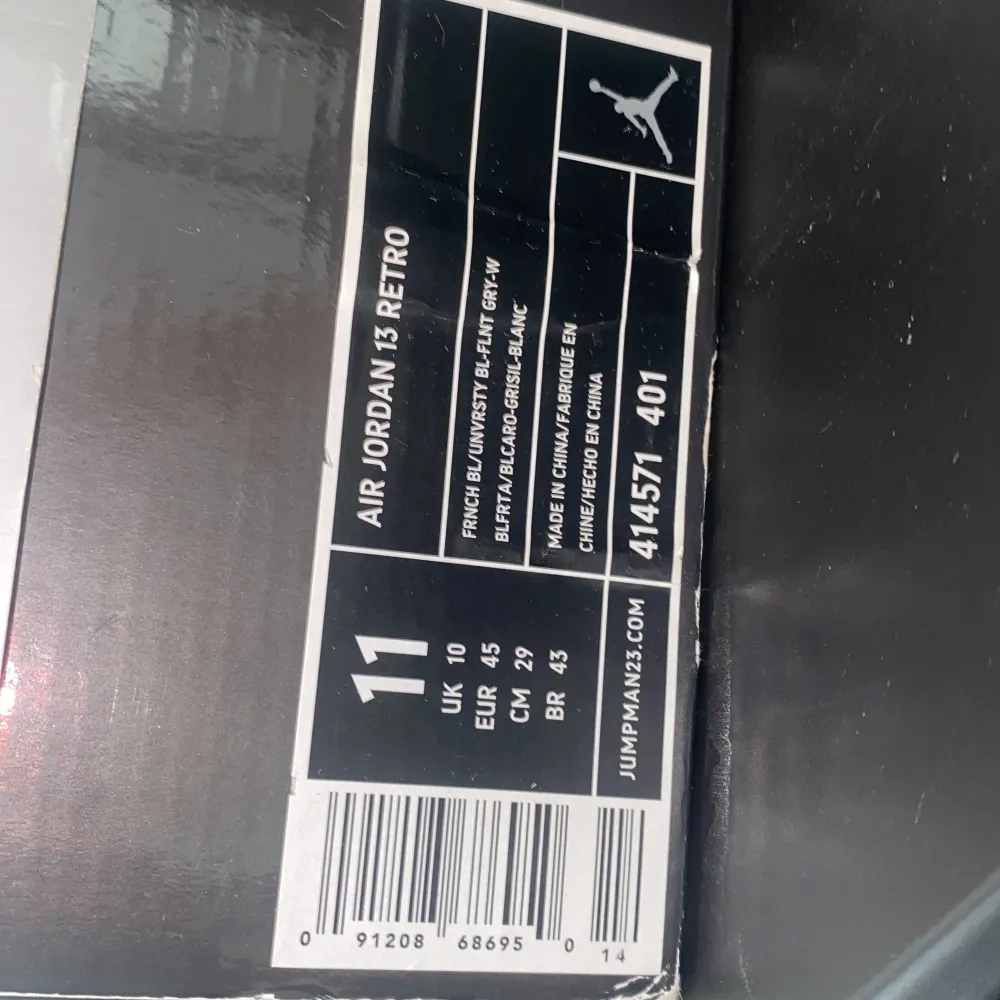 AIR JORDAN 13 RETRO
FRNCH BL/UNVRSTY BL-FLNT GRY-W
BLFRTA/BLCARO-GRISIL-BLANC
MADE IN CHINA/FABRIQUE EN
CHINE/HECHO EN CHINA
414571 401
11
UK 10
EUR 45
CM 29
BR 43
JUMPMAN23.COM
0 91208 68695 0 14